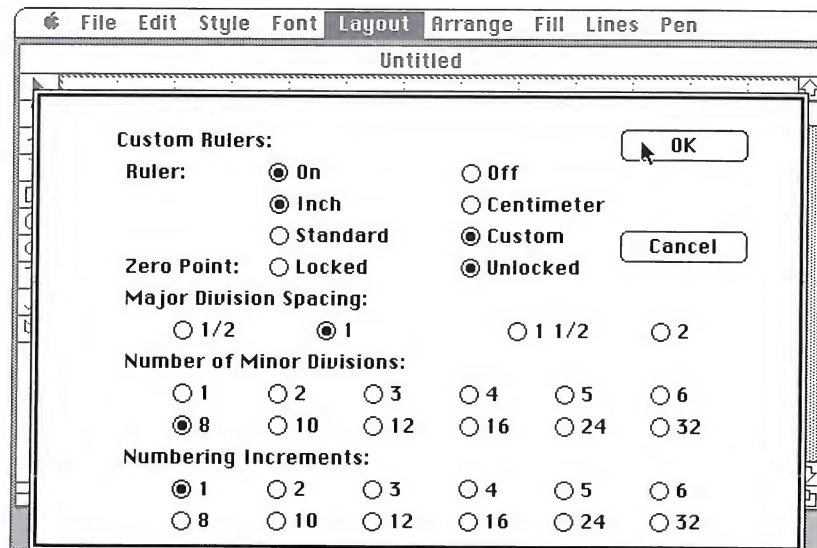 File Edit Style Font Layout Arrange Fill Lines Pen
Untitled
Custom Rulers:
OK
Ruler: On Off
Inch Centimeter
Standard Custom
Cancel
Zero Point: Locked Unlocked
Major Division Spacing:
1/2 1 1 1/2 2
Number of Minor Divisions:
1 2 3 4 5 6
8 10 12 16 24 32
Numbering Increments:
1 2 3 4 5 6
8 10 12 16 24 32